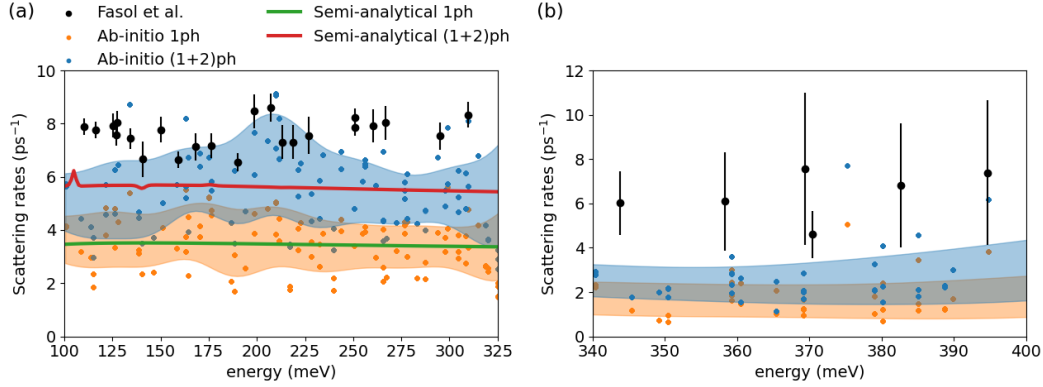 (a)
Fasol et al.
Ab-initio 1ph
Ab-initio (1+2)ph
Semi-analytical 1ph
Semi-analytical (1+2)ph
Scattering rates (ps⁻¹)
10
8
6
4
2
0
100 125 150 175 200 225 250 275 300 325
energy (meV)
(b)
Scattering rates (ps⁻¹)
12
10
8
6
4
2
0
340 350 360 370 380 390 400
energy (meV)